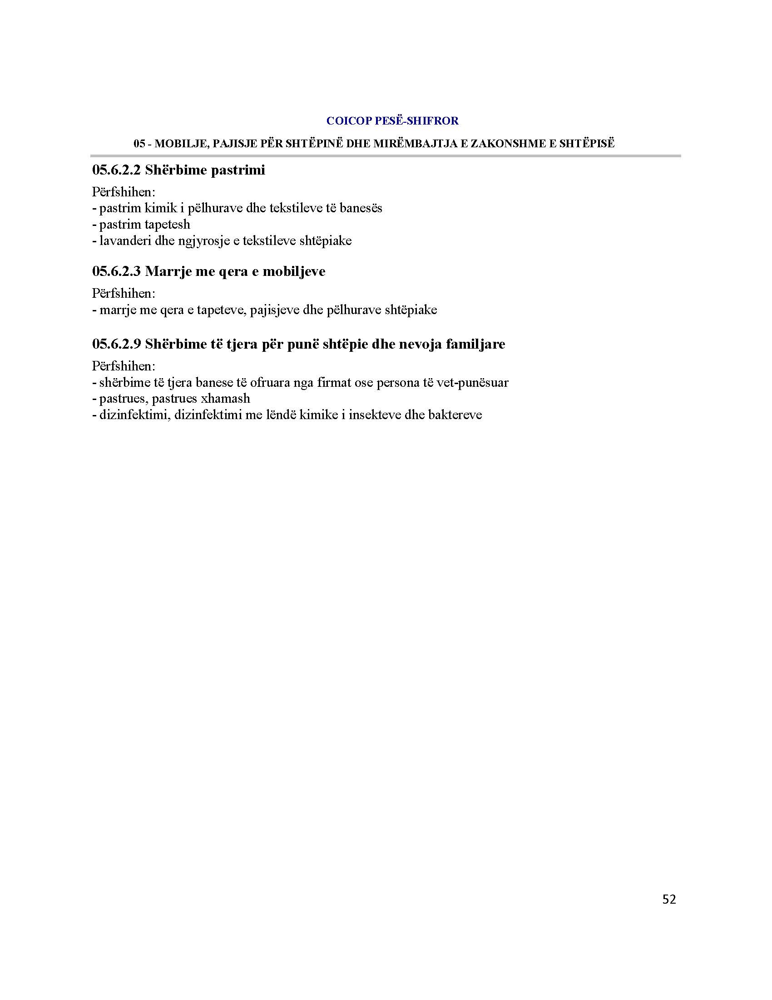 COICOP PESË-SHIFROR
05 - MOBILJE, PAJISJE PËR SHTËPINË DHE MIRËMBAJTJA E ZAKONSHME E SHTËPISË
05.6.2.2 Shërbime pastrimi
Përfshihen:
- pastrim kimik i pëlhurave dhe tekstileve të banesës
- pastrim tapetesh
- lavanderi dhe ngjyrosje e tekstileve shtëpiake
05.6.2.3 Marrje me qera e mobiljeve
Përfshihen:
- marrje me qera e tapeteve, pajisjeve dhe pëlhurave shtëpiake
05.6.2.9 Shërbime të tjera për punë shtëpie dhe nevoja familjare
Përfshihen:
- shërbime të tjera banese të ofruara nga firmat ose persona të vet-punësuar
- pastrues, pastrues xhamash
- dizinfektimi, dizinfektimi me lëndë kimike i insekteve dhe baktereve
52